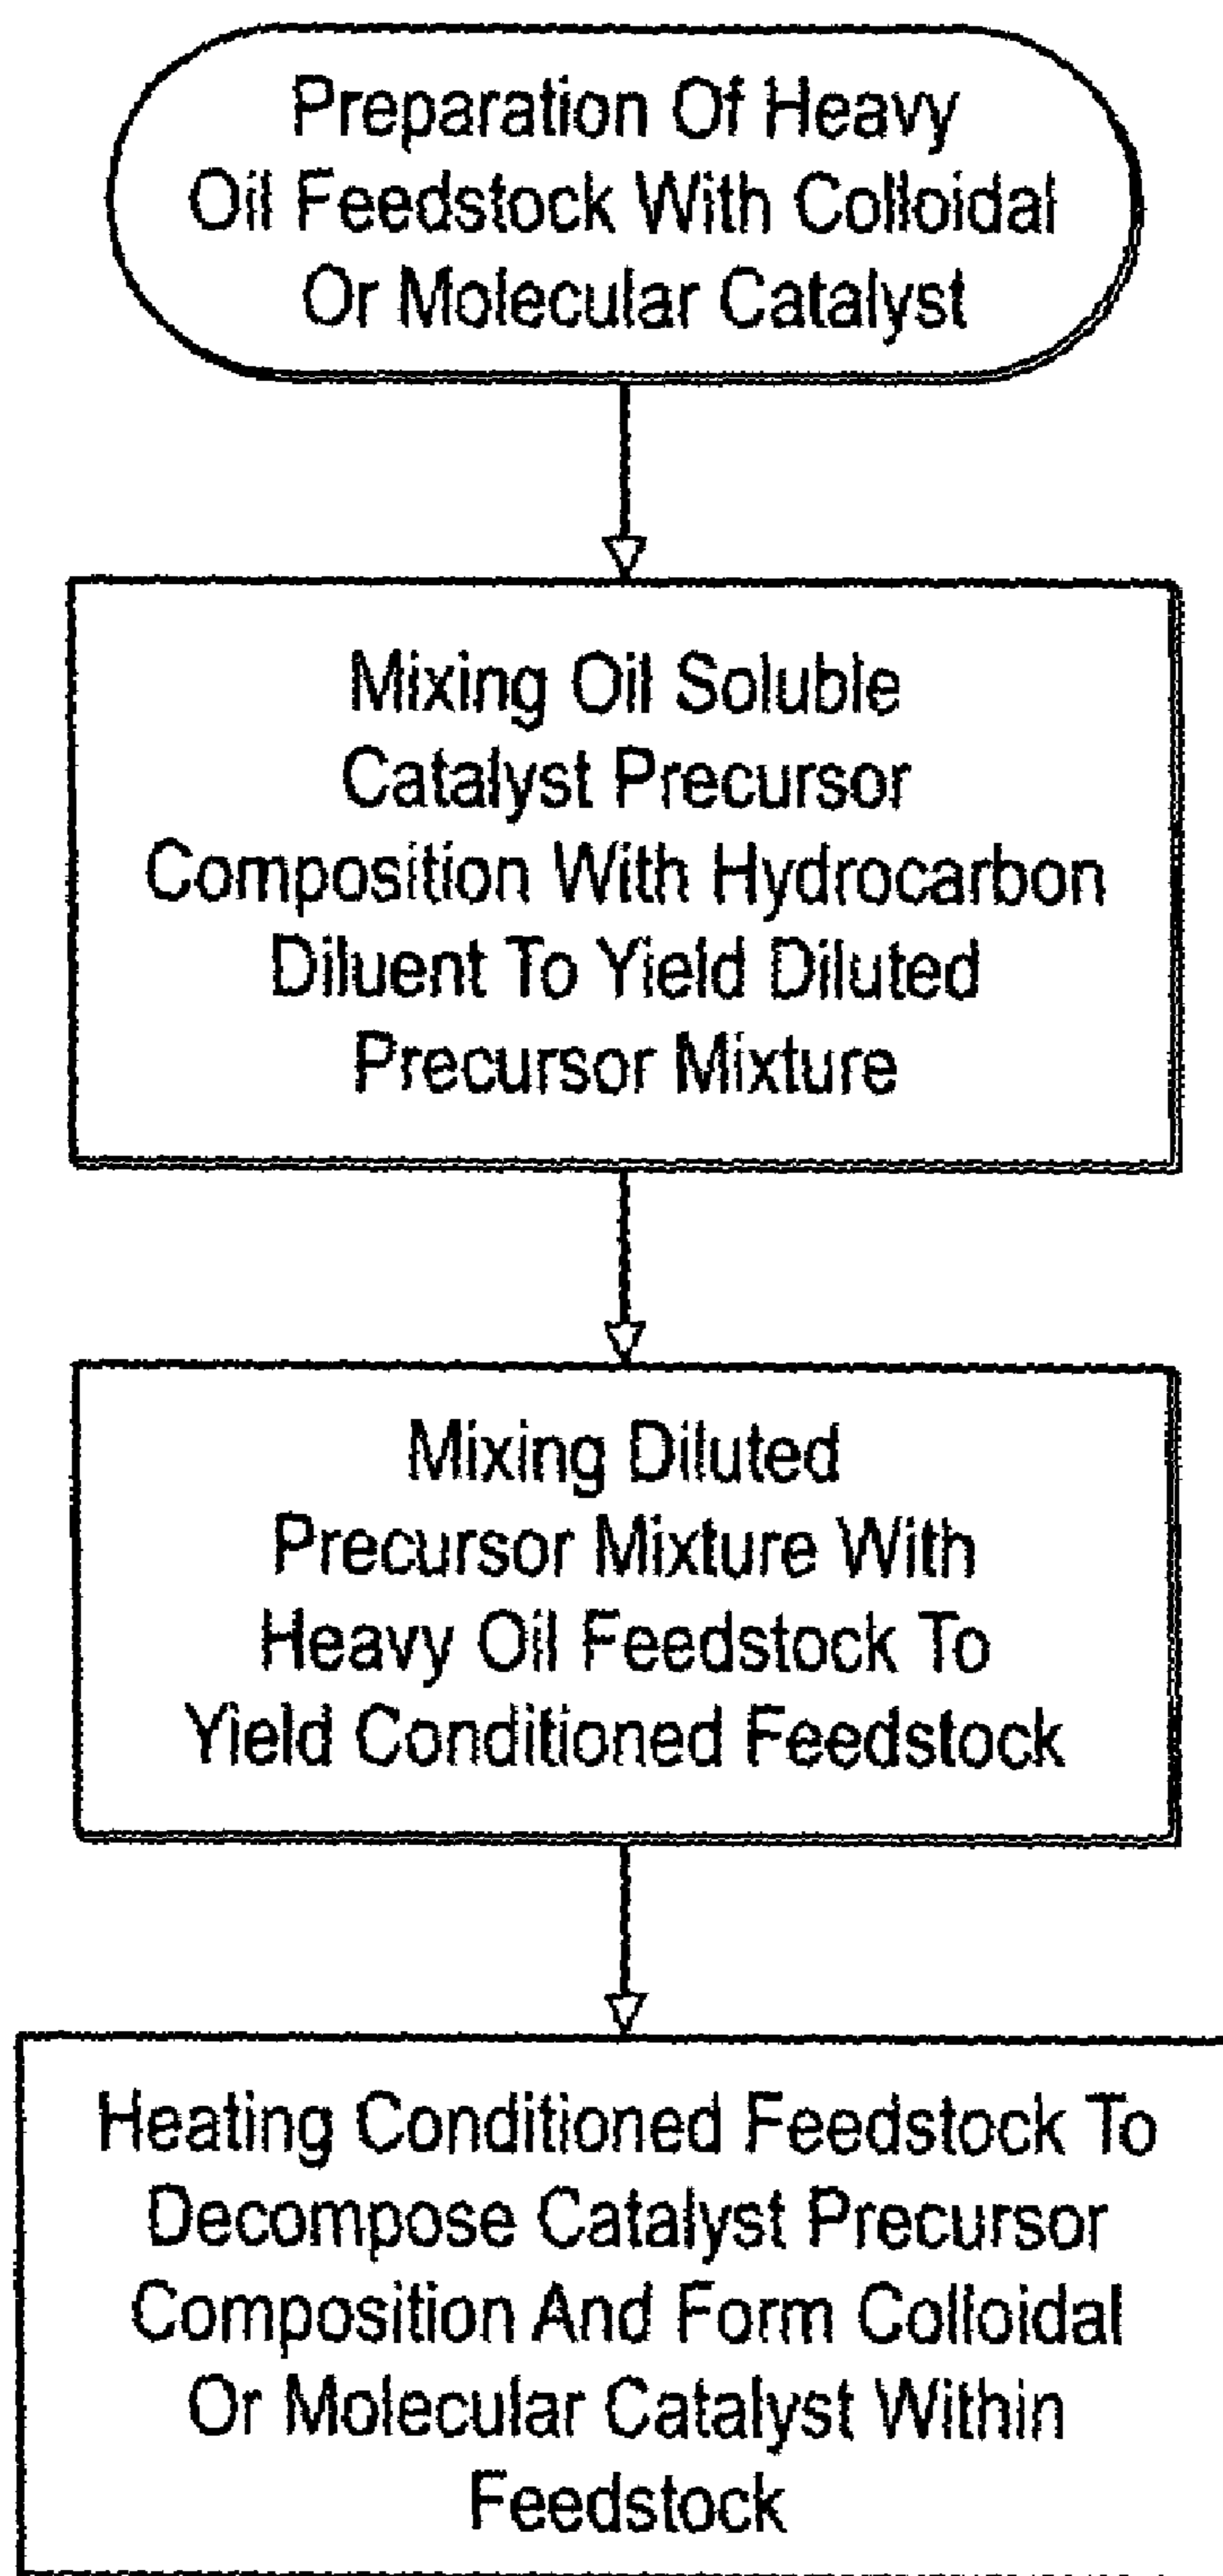 Preparation Of Heavy
Oil Feedstock With Colloidal
Or Molecular Catalyst
Mixing Oil Soluble
Catalyst Precursor
Composition With Hydrocarbon
Diluent To Yield Diluted
Precursor Mixture
Mixing Diluted
Precursor Mixture With
Heavy Oil Feedstock To
Yield Conditioned Feedstock
Heating Conditioned Feedstock To
Decompose Catalyst Precursor
Composition And Form Colloidal
Or Molecular Catalyst Within
Feedstock